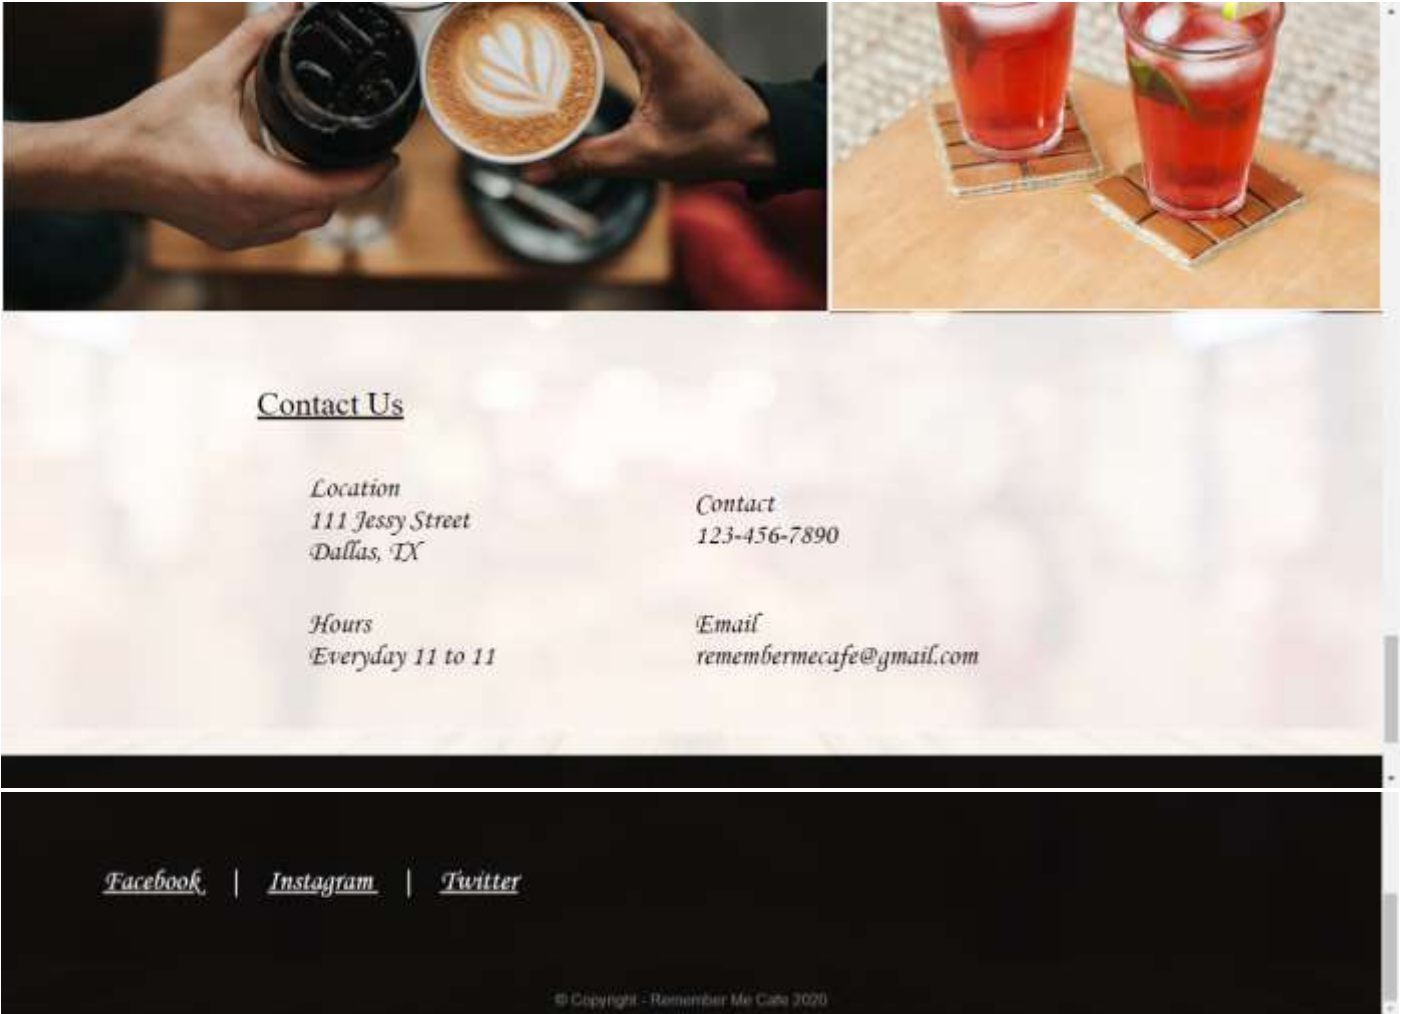 Contact Us
Location
111 Jessy Street
Dallas, TX
Contact
123-456-7890
Hours
Everyday 11 to 11
Email
remembermecafe@gmail.com
Facebook | Instagram | Twitter
© Copyright - Remember Me Cafe 2020